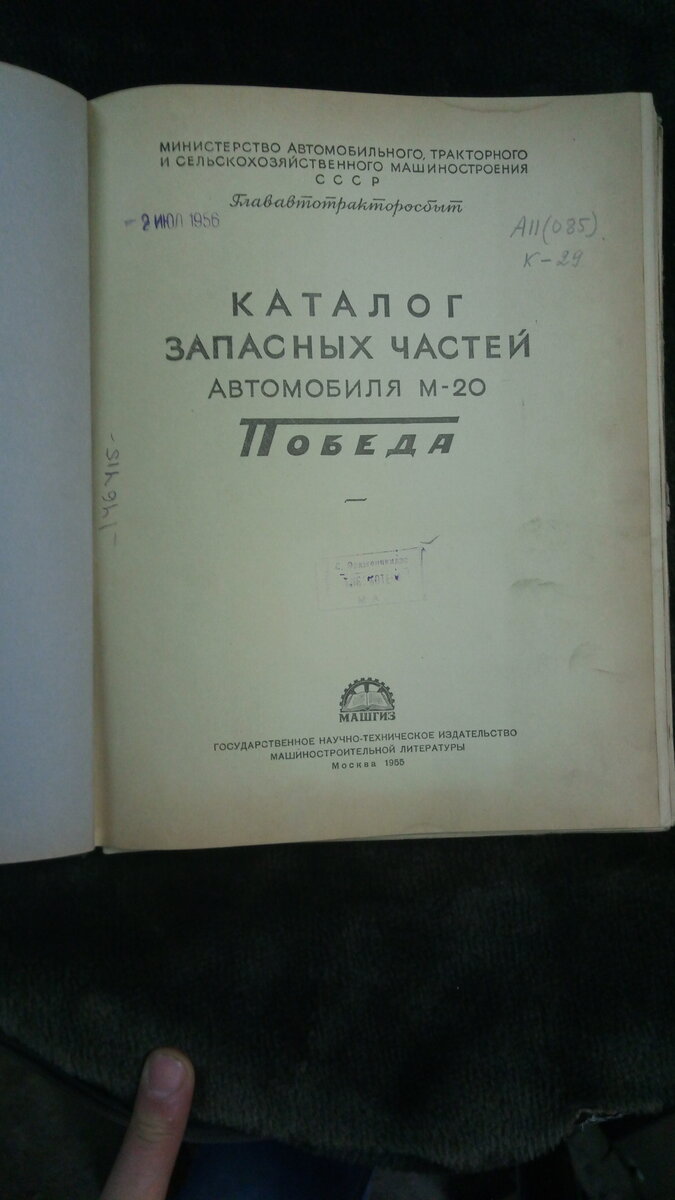 МИНИСТЕРСТВО АВТОМОБИЛЬНОГО, ТРАКТОРНОГО
И СЕЛЬСКОХОЗЯЙСТВЕННОГО МАШИНОСТРОЕНИЯ
СССР
Глававтотракторосбыт
- 2 ИЮЛ 1956
А11(085).
К-29
КАТАЛОГ
ЗАПАСНЫХ ЧАСТЕЙ
АВТОМОБИЛЯ М-20
ПОБЕДА
-146415-
МАШГИЗ
ГОСУДАРСТВЕННОЕ НАУЧНО-ТЕХНИЧЕСКОЕ ИЗДАТЕЛЬСТВО
МАШИНОСТРОИТЕЛЬНОЙ ЛИТЕРАТУРЫ
Москва 1955